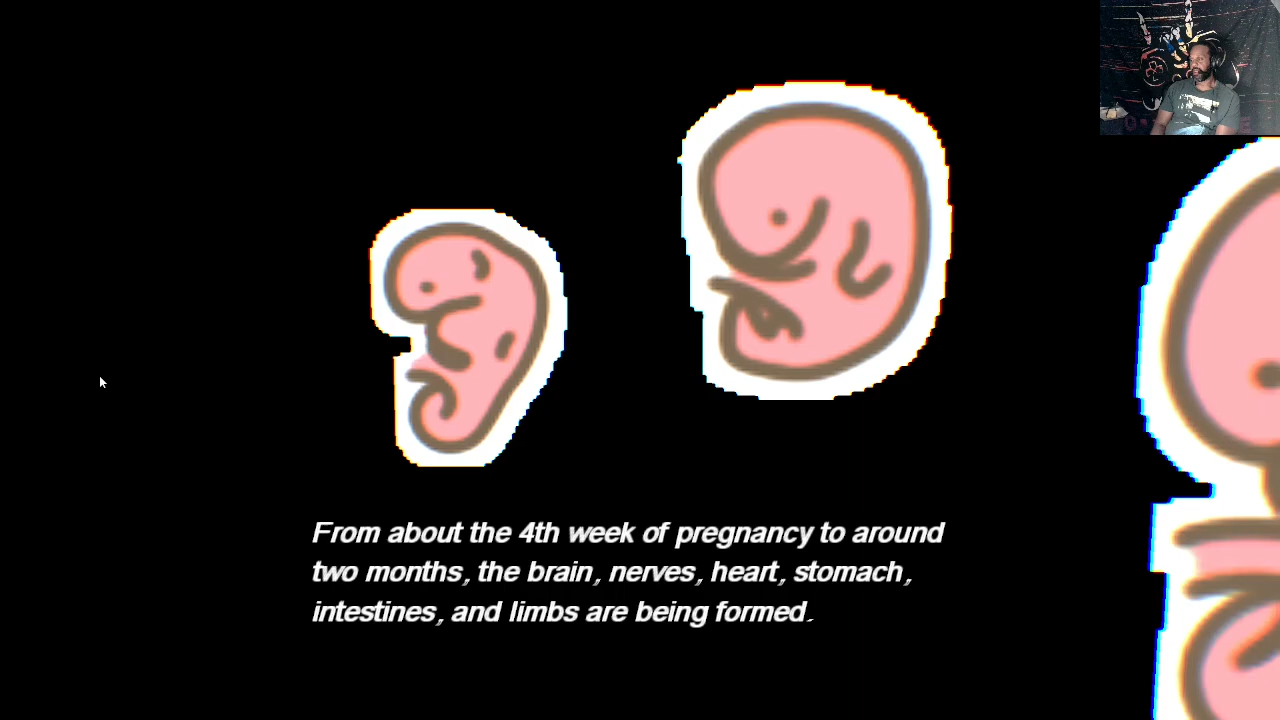 From about the 4th week of pregnancy to around
two months, the brain, nerves, heart, stomach,
intestines, and limbs are being formed.